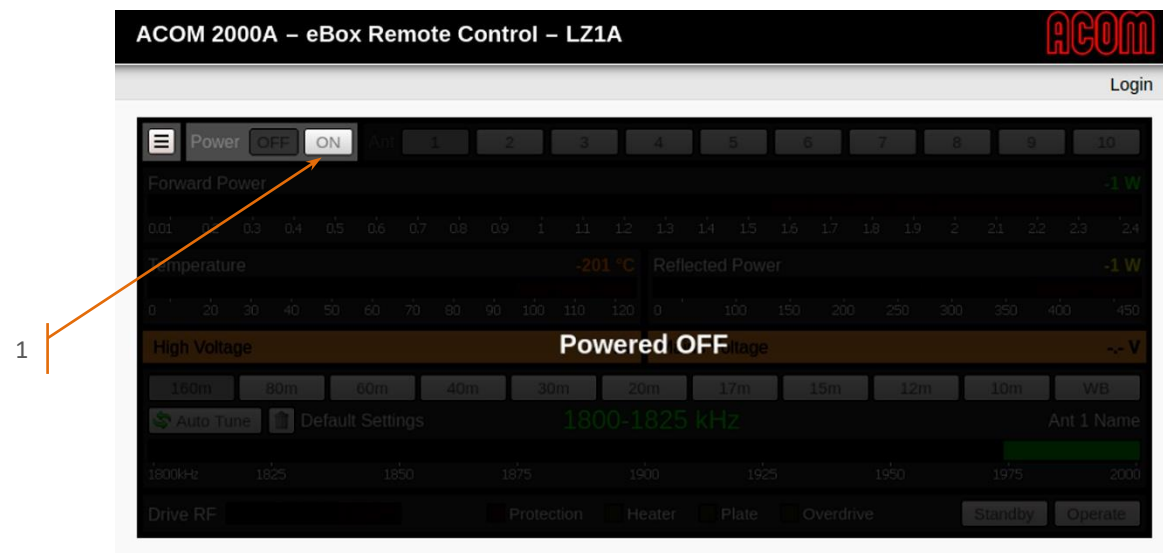 ACOM 2000A – eBox Remote Control – LZ1A ACOM
Login
Power OFF ON Ant 1 2 3 4 5 6 7 8 9 10
Forward Power -1 W
0.01 0.2 0.3 0.4 0.5 0.6 0.7 0.8 0.9 1 1.1 1.2 1.3 1.4 1.5 1.6 1.7 1.8 1.9 2 2.1 2.2 2.3 2.4
Temperature -201 °C Reflected Power -1 W
0 20 30 40 50 60 70 80 90 100 110 120 0 100 150 200 250 300 350 400 450
1
High Voltage Powered OFF Voltage -.- V
160m 80m 60m 40m 30m 20m 17m 15m 12m 10m WB
Auto Tune Default Settings 1800-1825 kHz Ant 1 Name
1800kHz 1825 1850 1875 1900 1925 1950 1975 2000
Drive RF Protection Heater Plate Overdrive Standby Operate